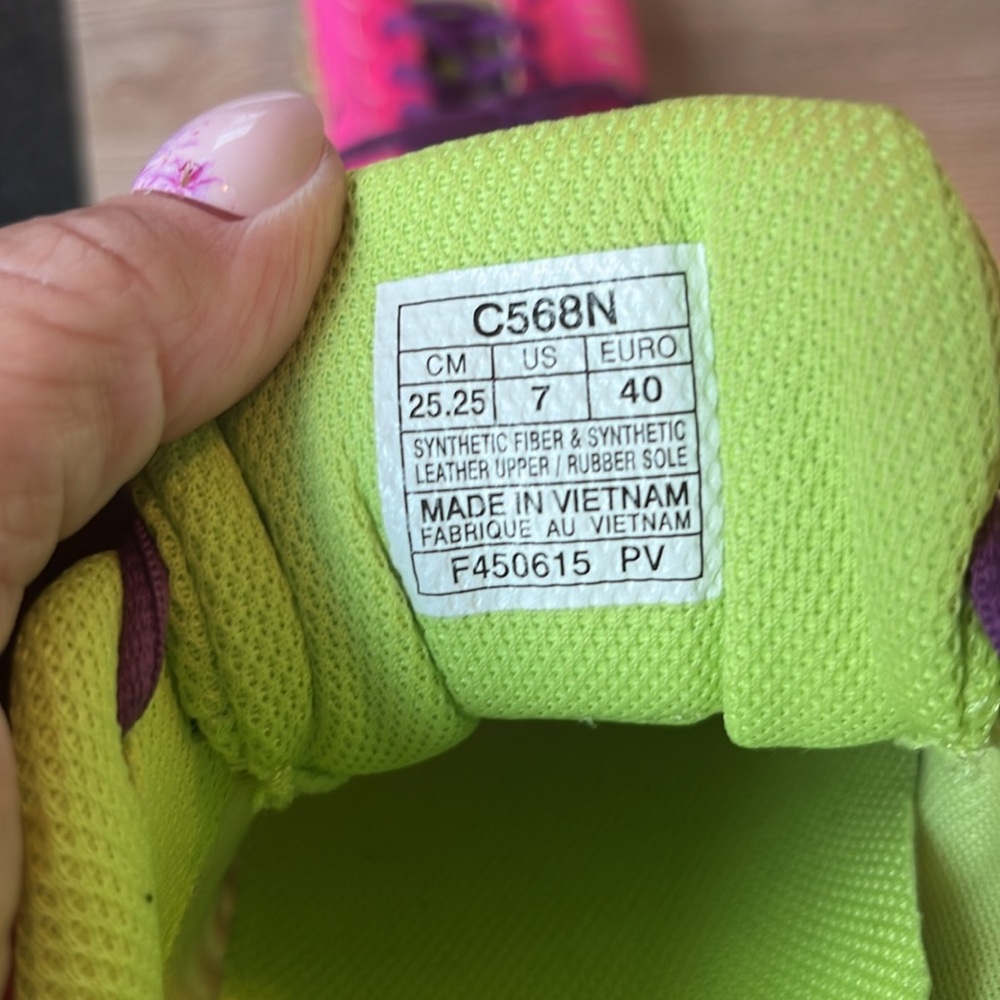 C568N
CM US EURO
25.25 7 40
SYNTHETIC FIBER & SYNTHETIC
LEATHER UPPER / RUBBER SOLE
MADE IN VIETNAM
FABRIQUE AU VIETNAM
F450615 PV